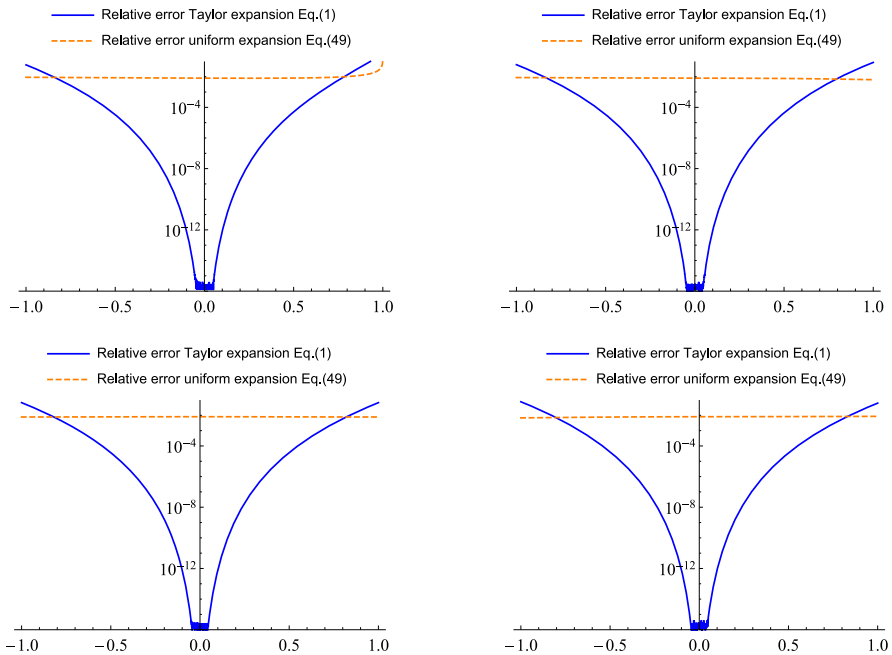 Relative error Taylor expansion Eq.(1)
Relative error uniform expansion Eq.(49)
10−4
10−8
10−12
−1.0 −0.5 0.0 0.5 1.0
Relative error Taylor expansion Eq.(1)
Relative error uniform expansion Eq.(49)
10−4
10−8
10−12
−1.0 −0.5 0.0 0.5 1.0
Relative error Taylor expansion Eq.(1)
Relative error uniform expansion Eq.(49)
10−4
10−8
10−12
−1.0 −0.5 0.0 0.5 1.0
Relative error Taylor expansion Eq.(1)
Relative error uniform expansion Eq.(49)
10−4
10−8
10−12
−1.0 −0.5 0.0 0.5 1.0